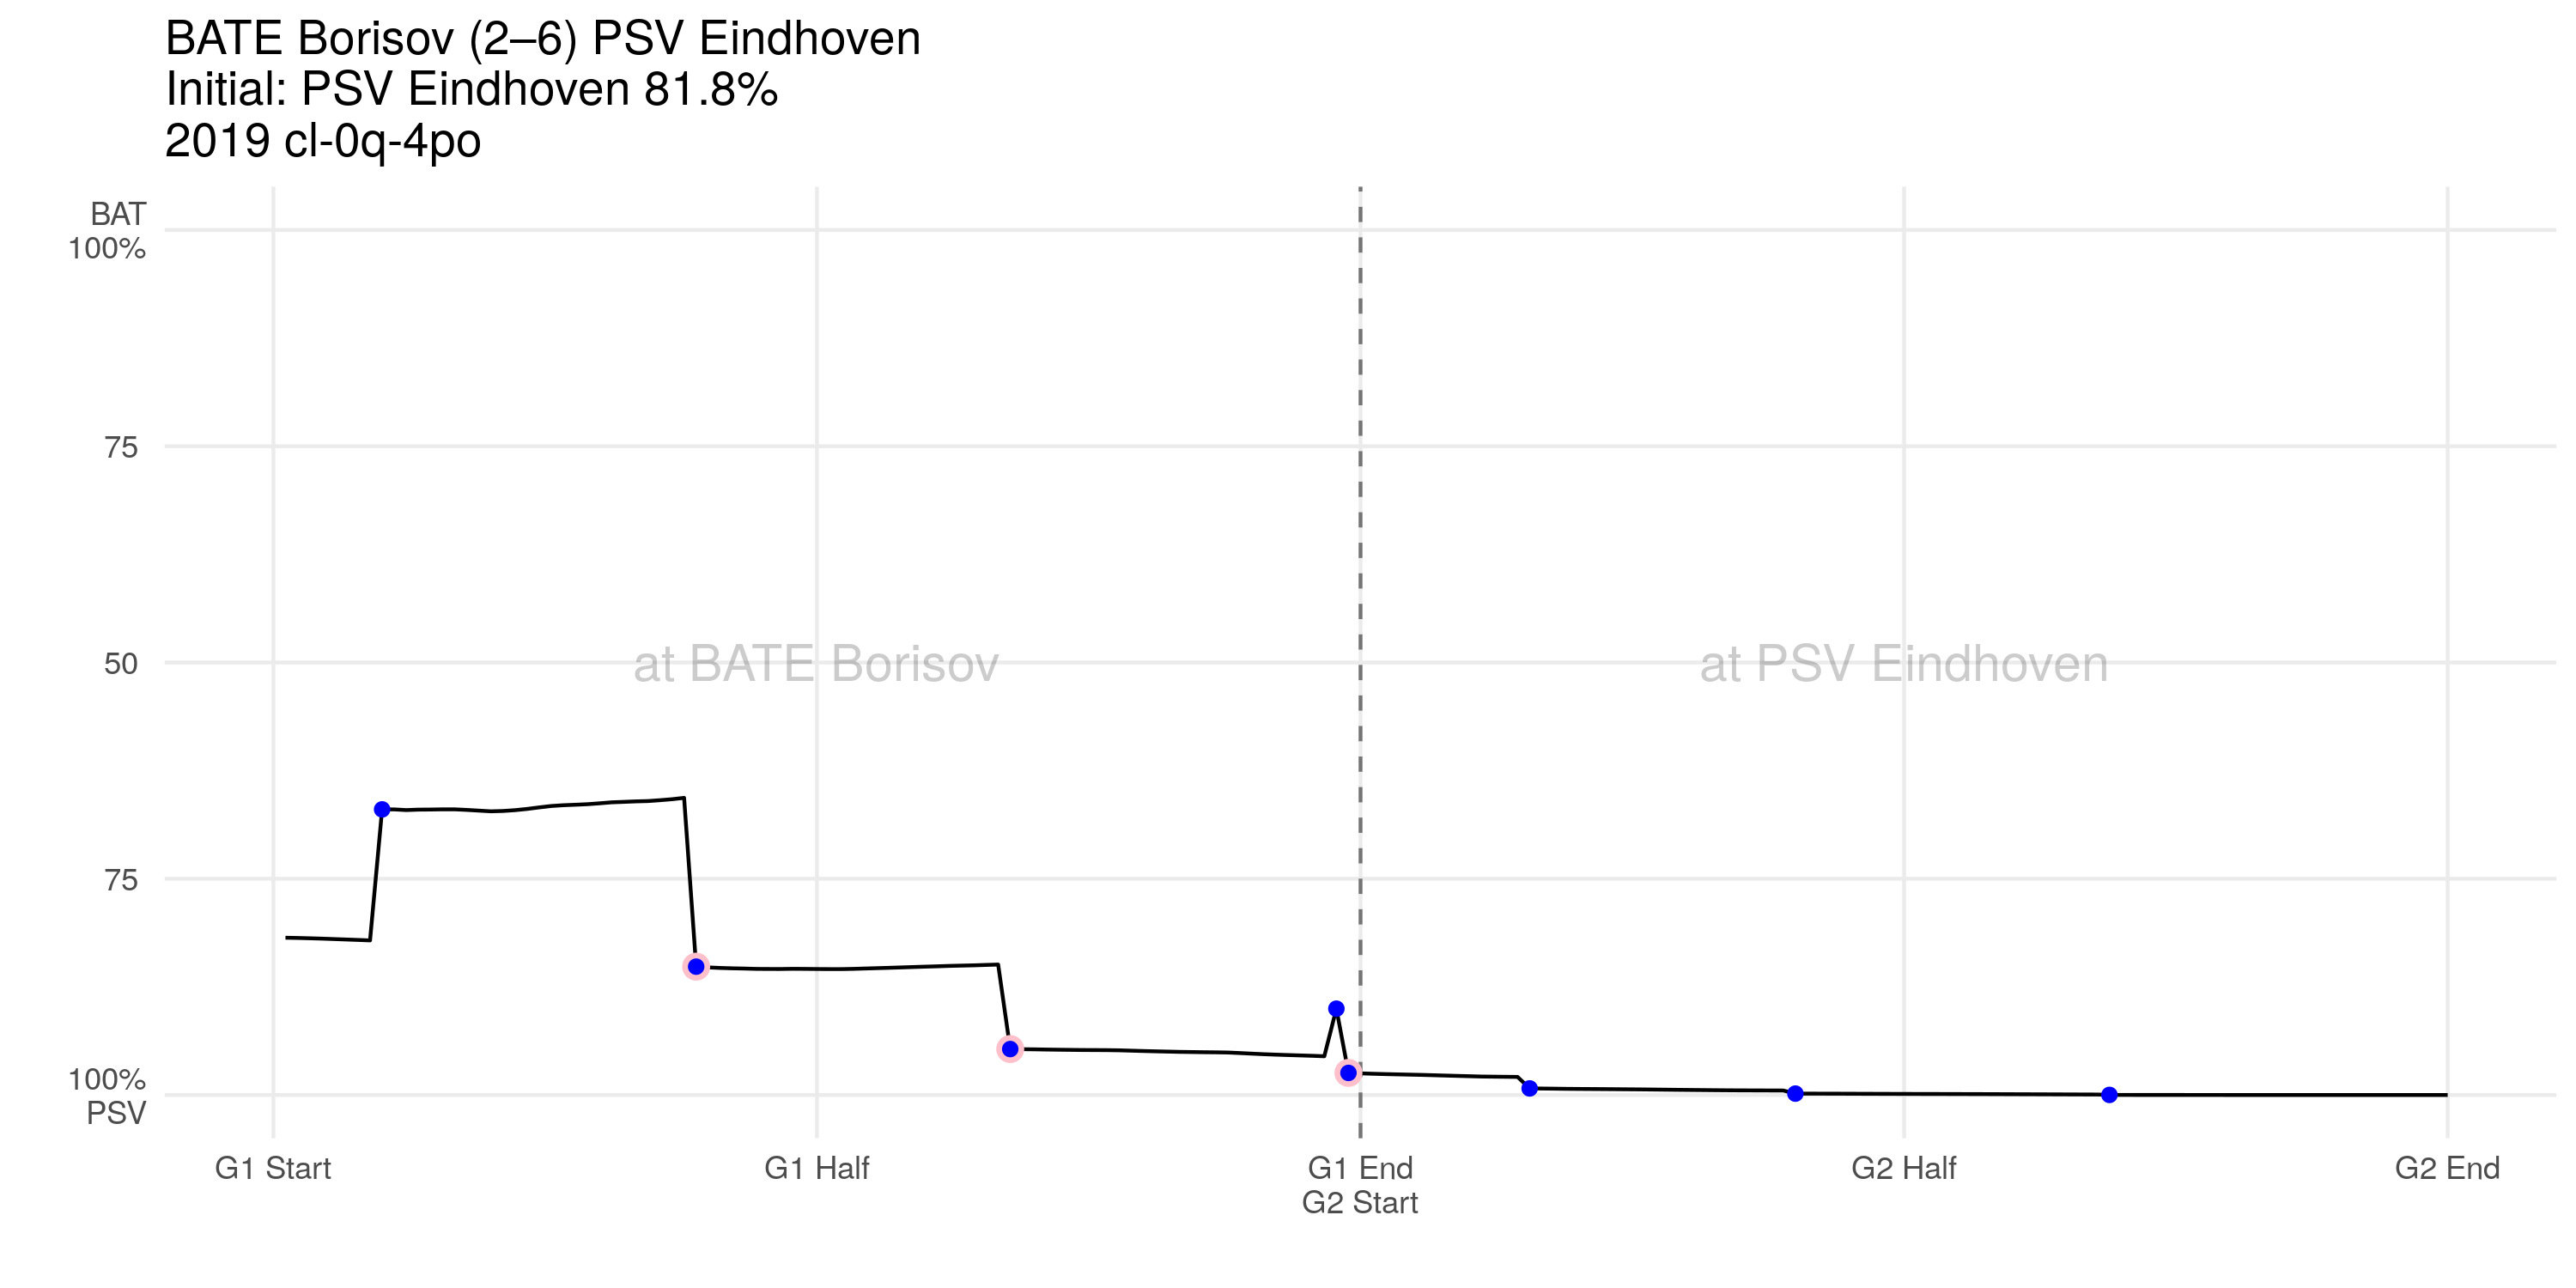 BATE Borisov (2–6) PSV Eindhoven
Initial: PSV Eindhoven 81.8%
2019 cl-0q-4po
BAT
100%
75
50
75
100%
PSV
at BATE Borisov
at PSV Eindhoven
G1 Start
G1 Half
G1 End
G2 Start
G2 Half
G2 End